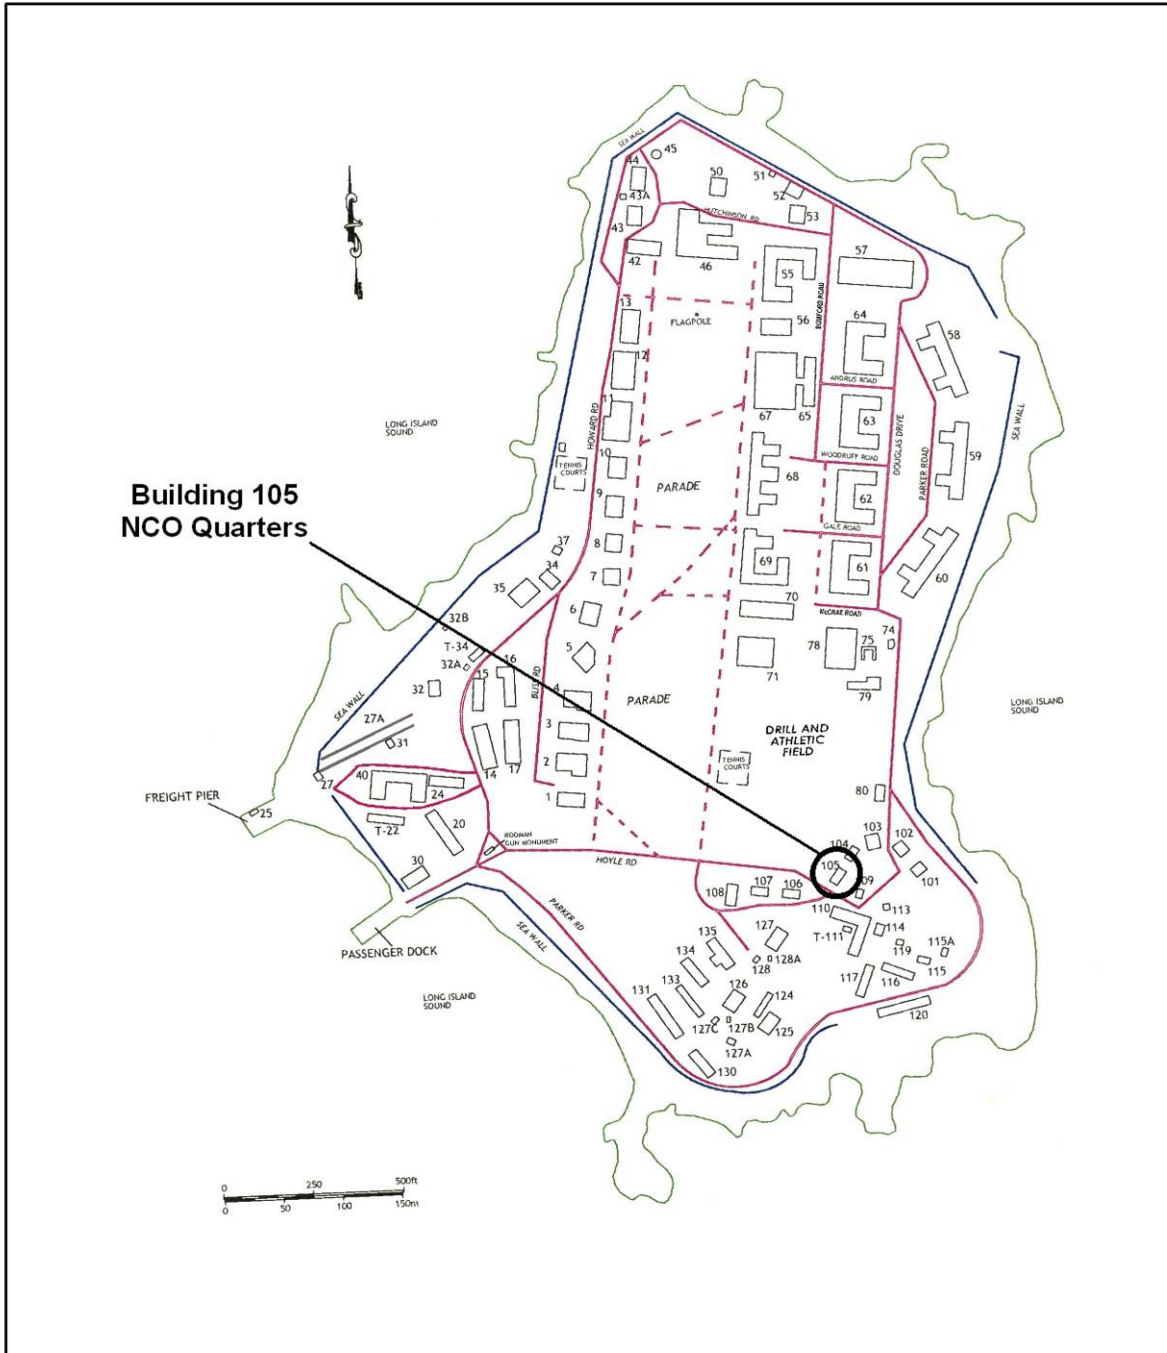 SEA WALL
45
44
50
51
43A
52
53
43
HUTCHINSON RD
42
46
55
57
BOMFORD ROAD
13
FLAGPOLE
56
64
58
12
ANDRUS ROAD
67
65
11
HOWARD RD
63
DOUGLAS DRIVE
SEA WALL
LONG ISLAND
SOUND
WOODRUFF ROAD
59
PARKER ROAD
TENNIS
COURTS
10
68
Building 105
NCO Quarters
PARADE
9
62
GALE ROAD
37
8
69
61
60
34
35
7
70
McCRAE ROAD
32B
6
74
T-34
78
75
16
5
32A
15
71
BLISS RD
32
4
79
LONG ISLAND
SOUND
SEA WALL
PARADE
27A
3
DRILL AND
ATHLETIC
FIELD
31
2
TENNIS
COURTS
14
17
27
40
24
80
FREIGHT PIER
1
25
T-22
20
RODMAN
GUN MONUMENT
103
102
104
HOYLE RD
105
30
101
109
107
106
108
PARKER RD
110
113
SEA WALL
127
T-111
114
135
119
115A
PASSENGER DOCK
134
128A
128
115
117
116
133
LONG ISLAND
SOUND
131
126
124
120
127C
127B
125
127A
130
0
250
500ft
0
50
100
150m